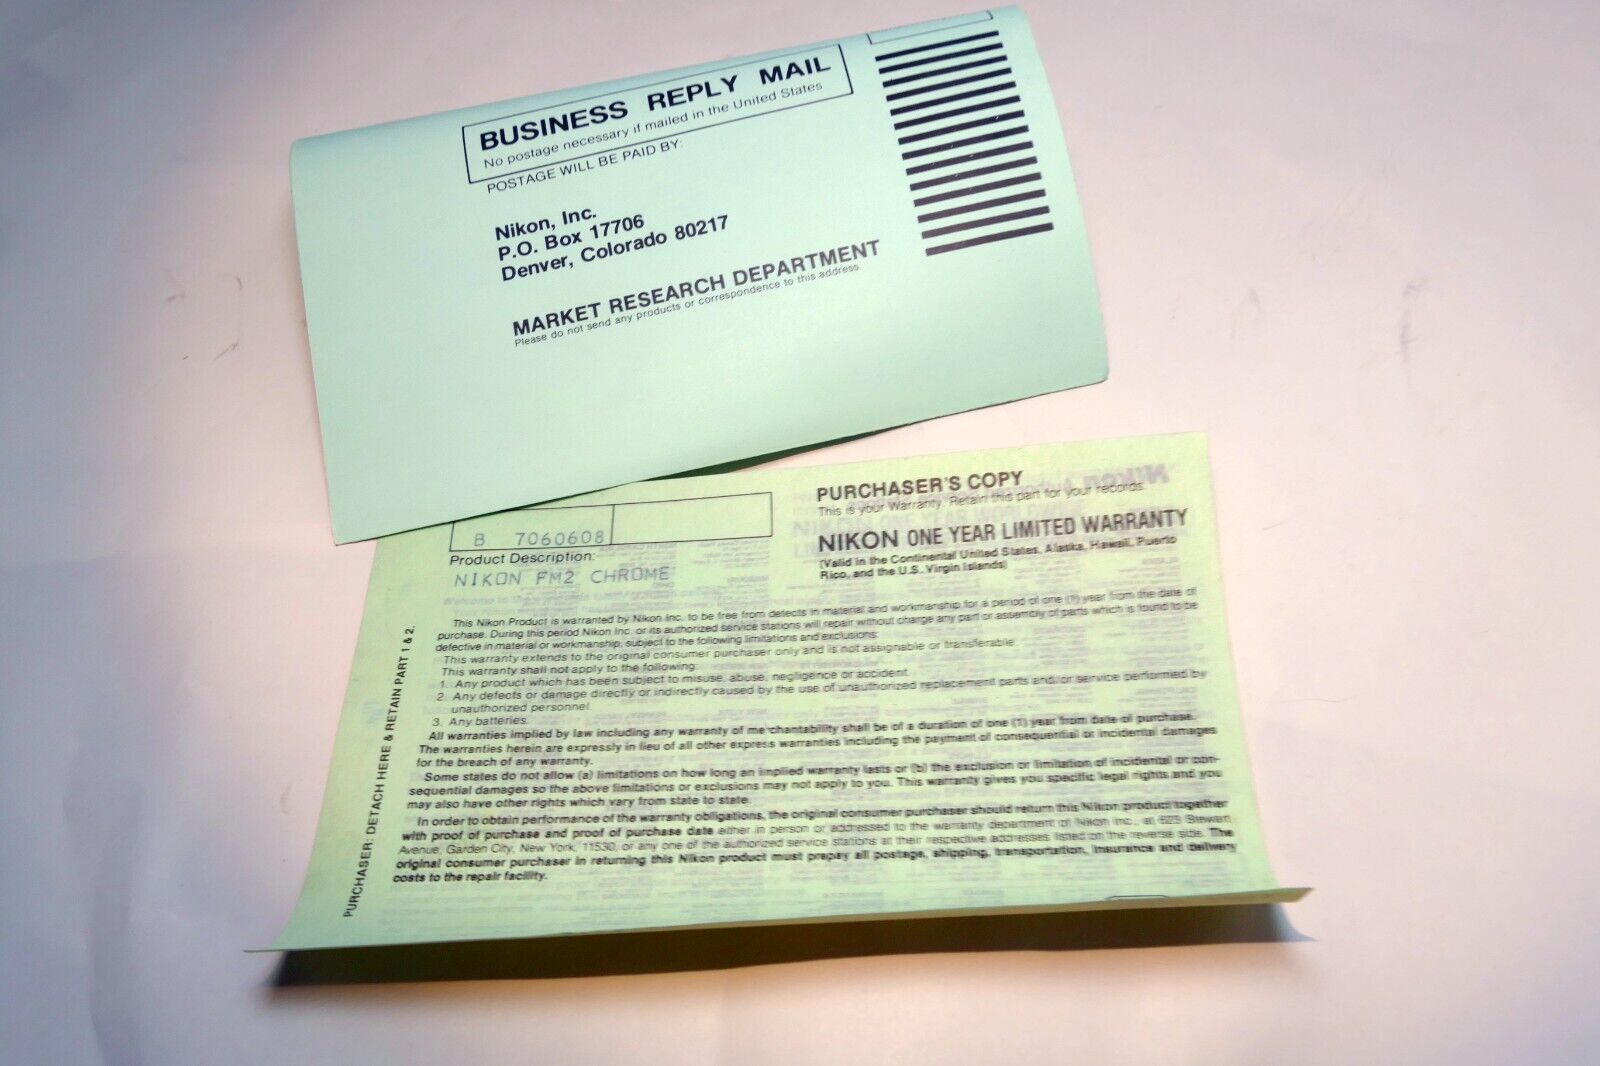 BUSINESS REPLY MAIL
No postage necessary if mailed in the United States
POSTAGE WILL BE PAID BY:
Nikon, Inc.
P.O. Box 17706
Denver, Colorado 80217
MARKET RESEARCH DEPARTMENT
Please do not send any products or correspondence to this address
PURCHASER'S COPY
This is your Warranty. Retain this part for your records.
NIKON ONE YEAR LIMITED WARRANTY
(Valid in the Continental United States, Alaska, Hawaii, Puerto
Rico, and the U.S. Virgin Islands)
B 7060608
Product Description:
NIKON FM2 CHROME
This Nikon Product is warranted by Nikon Inc. to be free from defects in material and workmanship for a period of one (1) year from the date of
purchase. During this period Nikon Inc. or its authorized service stations will repair without charge any part or assembly of parts which is found to be
defective in material or workmanship, subject to the following limitations and exclusions:
This warranty extends to the original consumer purchaser only and is not assignable or transferable.
This warranty shall not apply to the following:
1. Any product which has been subject to misuse, abuse, negligence or accident.
2. Any defects or damage directly or indirectly caused by the use of unauthorized replacement parts and/or service performed by
unauthorized personnel.
3. Any batteries.
All warranties implied by law including any warranty of me chantability shall be of a duration of one (1) year from date of purchase.
The warranties herein are expressly in lieu of all other express warranties including the payment of consequential or incidental damages
for the breach of any warranty.
Some states do not allow (a) limitations on how long an implied warranty lasts or (b) the exclusion or limitation of incidental or con-
sequential damages so the above limitations or exclusions may not apply to you. This warranty gives you specific legal rights and you
may also have other rights which vary from state to state.
In order to obtain performance of the warranty obligations, the original consumer purchaser should return this Nikon product together
with proof of purchase and proof of purchase date either in person or addressed to the warranty department of Nikon Inc., at 623 Stewart
Avenue, Garden City, New York, 11530, or any one of the authorized service stations at their respective addresses listed on the reverse side. The
original consumer purchaser in returning this Nikon product must prepay all postage, shipping, transportation, insurance and delivery
costs to the repair facility.
PURCHASER: DETACH HERE & RETAIN PART 1 & 2.